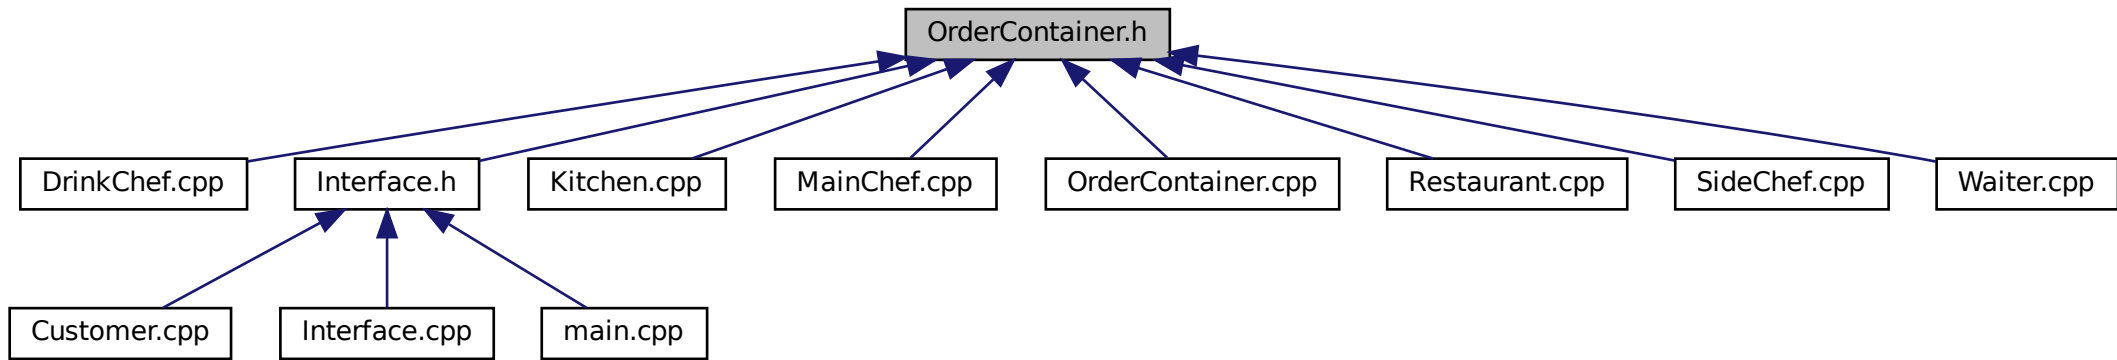 OrderContainer.h
DrinkChef.cpp
Interface.h
Kitchen.cpp
MainChef.cpp
OrderContainer.cpp
Restaurant.cpp
SideChef.cpp
Waiter.cpp
Customer.cpp
Interface.cpp
main.cpp